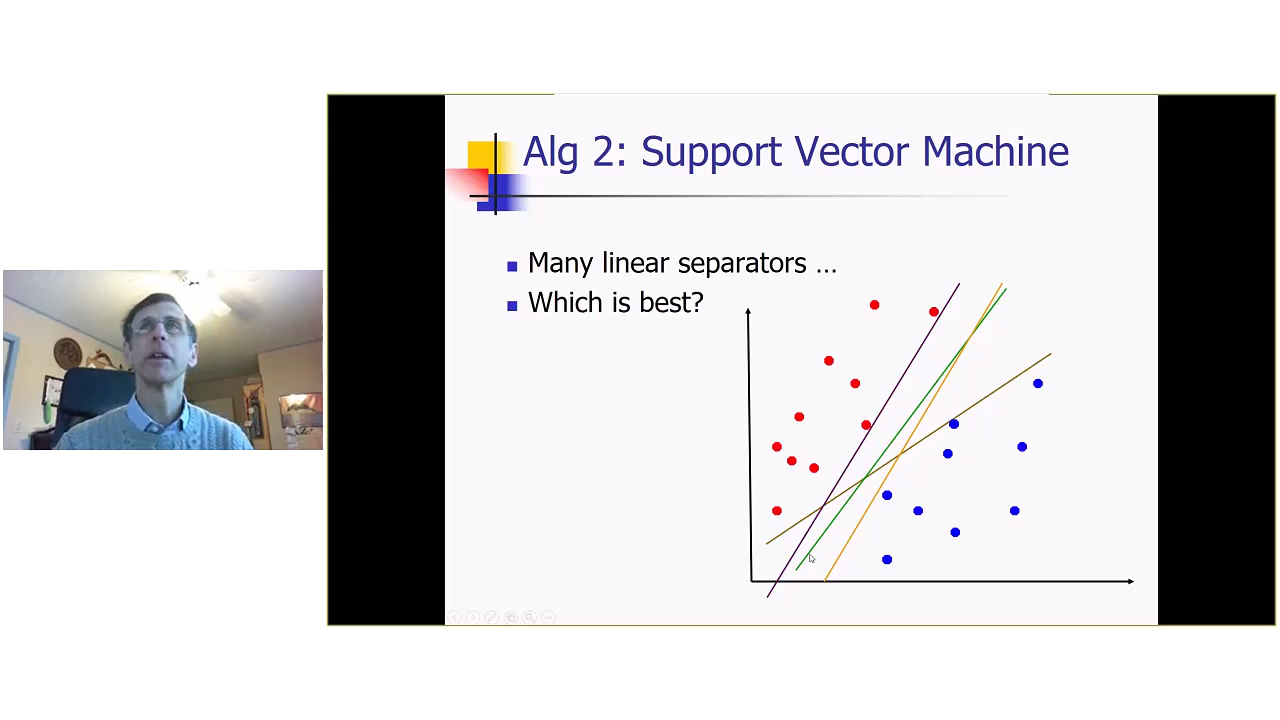 Alg 2: Support Vector Machine
Many linear separators …
Which is best?